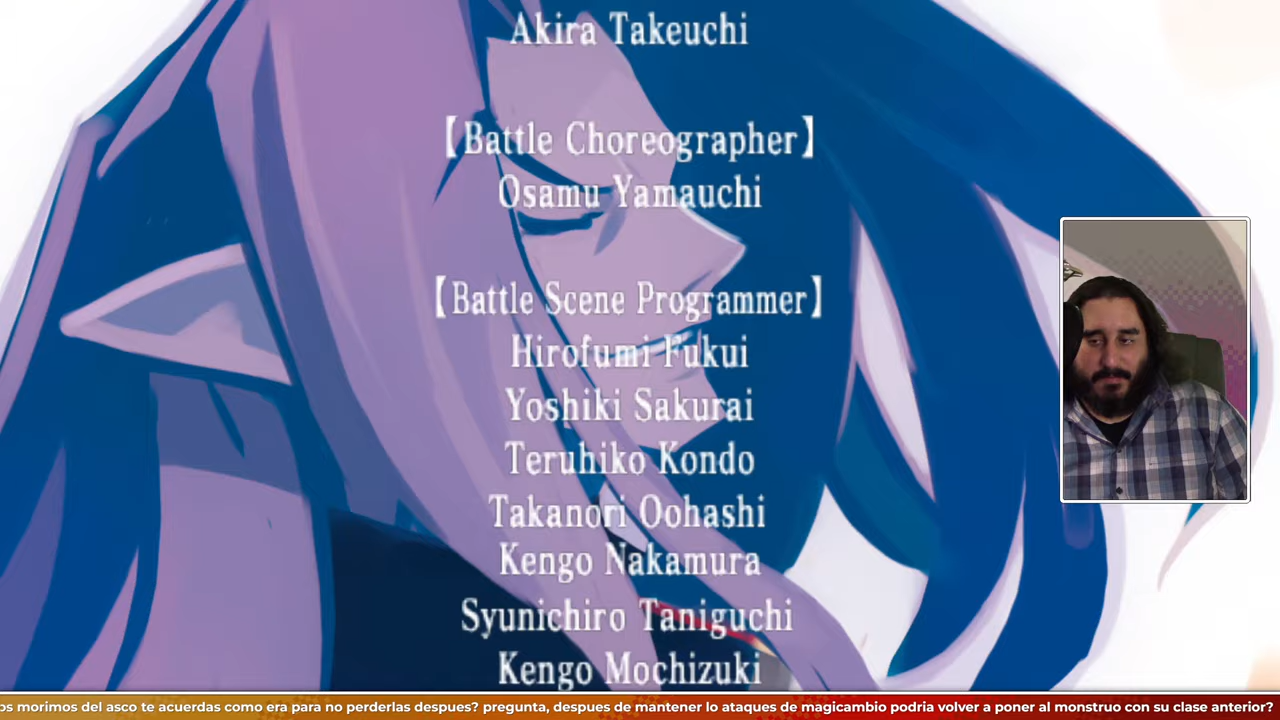 Akira Takeuchi
【Battle Choreographer】
Osamu Yamauchi
【Battle Scene Programmer】
Hirofumi Fukui
Yoshiki Sakurai
Teruhiko Kondo
Takanori Oohashi
Kengo Nakamura
Syunichiro Taniguchi
Kengo Mochizuki
os morimos del asco te acuerdas como era para no perderlas despues? pregunta, despues de mantener lo ataques de magicambio podria volver a poner al monstruo con su clase anterior?